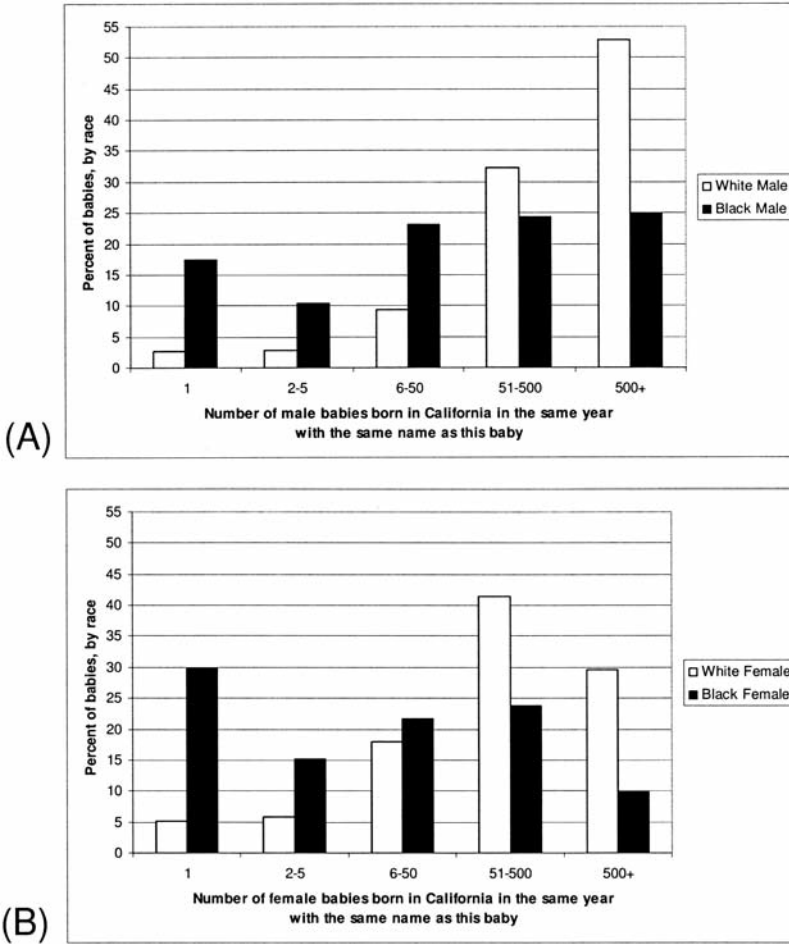 55
50
45
40
35
30
25
20
15
10
5
0
Percent of babies, by race
1 2-5 6-50 51-500 500+
Number of male babies born in California in the same year
with the same name as this baby
White Male
Black Male
(A)
55
50
45
40
35
30
25
20
15
10
5
0
Percent of babies, by race
1 2-5 6-50 51-500 500+
Number of female babies born in California in the same year
with the same name as this baby
White Female
Black Female
(B)